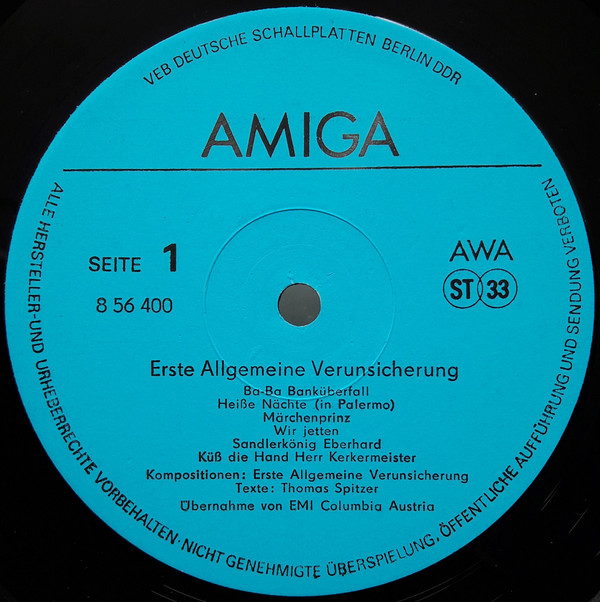 VEB DEUTSCHE SCHALLPLATTEN BERLIN DDR
AMIGA
SEITE 1
8 56 400
AWA
ST 33
Erste Allgemeine Verunsicherung
Ba-Ba Banküberfall
Heiße Nächte (in Palermo)
Märchenprinz
Wir jetten
Sandlerkönig Eberhard
Küß die Hand Herr Kerkermeister
Kompositionen: Erste Allgemeine Verunsicherung
Texte: Thomas Spitzer
Übernahme von EMI Columbia Austria
ALLE HERSTELLER-UND URHEBERRECHTE VORBEHALTEN·NICHT GENEHMIGTE ÜBERSPIELUNG, ÖFFENTLICHE AUFFÜHRUNG UND SENDUNG VERBOTEN